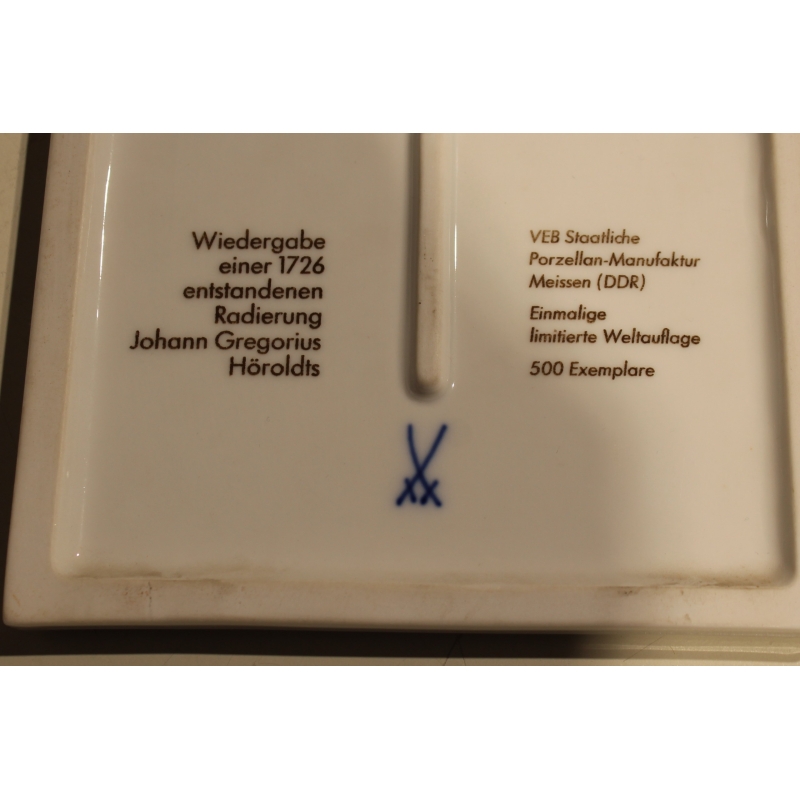 Wiedergabe
einer 1726
entstandenen
Radierung
Johann Gregorius
Höroldts
VEB Staatliche
Porzellan-Manufaktur
Meissen (DDR)
Einmalige
limitierte Weltauflage
500 Exemplare